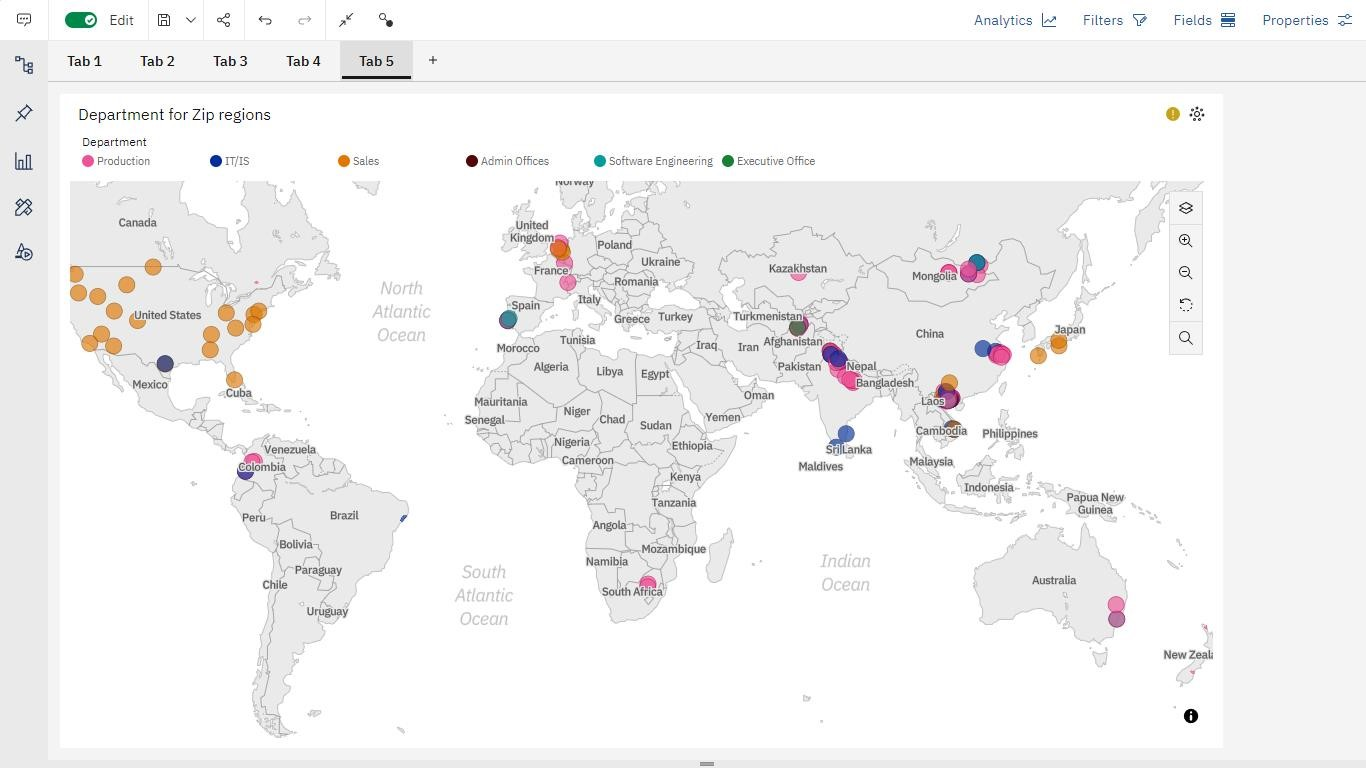 Edit
Analytics
Filters
Fields
Properties
Tab 1
Tab 2
Tab 3
Tab 4
Tab 5
+
Department for Zip regions
Department
Production
IT/IS
Sales
Admin Offices
Software Engineering
Executive Office
Norway
Canada
United
Kingdom
Poland
Ukraine
Kazakhstan
Mongolia
France
Romania
North
Atlantic
Ocean
Spain
Italy
United States
Greece
Turkey
Turkmenistan
China
Japan
Morocco
Tunisia
Iraq
Iran
Afghanistan
Algeria
Libya
Egypt
Pakistan
Nepal
Mexico
Bangladesh
Cuba
Oman
Mauritania
Laos
Senegal
Niger
Chad
Sudan
Yemen
Cambodia
Philippines
Nigeria
Ethiopia
Venezuela
Sri Lanka
Cameroon
Malaysia
Colombia
Maldives
Kenya
Indonesia
Papua New
Guinea
Tanzania
Peru
Brazil
Angola
Bolivia
Mozambique
Namibia
Indian
Ocean
Paraguay
South
Atlantic
Ocean
Chile
Australia
South Africa
Uruguay
New Zeala